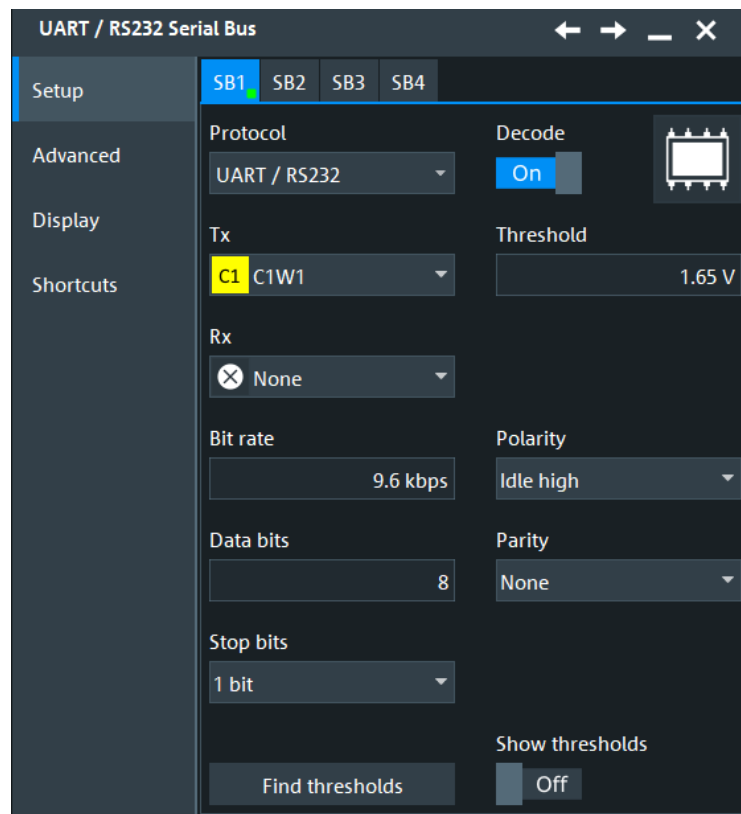 UART / RS232 Serial Bus
Setup
Advanced
Display
Shortcuts
SB1 SB2 SB3 SB4
Protocol
UART / RS232
Decode
On
Tx
C1 C1W1
Threshold
1.65 V
Rx
None
Bit rate
9.6 kbps
Polarity
Idle high
Data bits
8
Parity
None
Stop bits
1 bit
Find thresholds
Show thresholds
Off